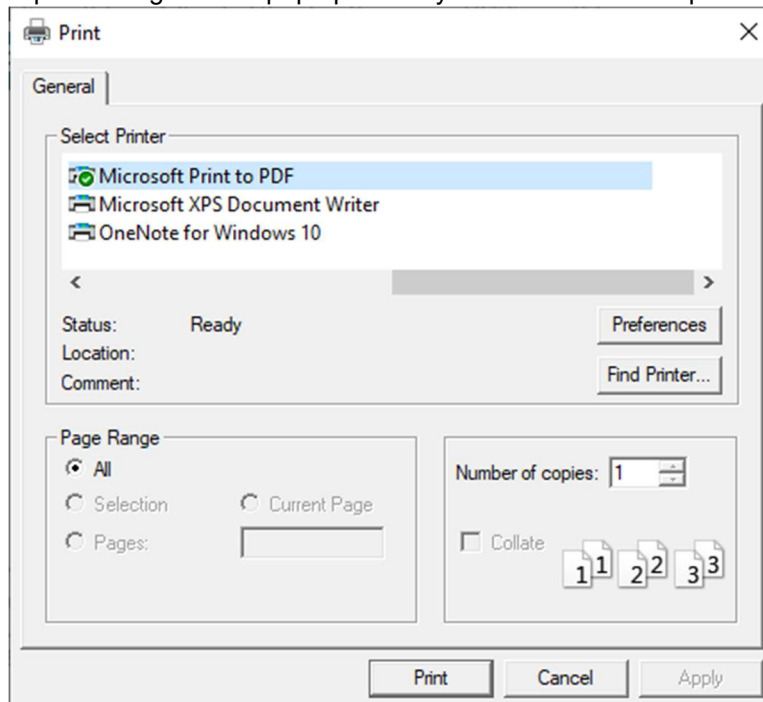 Print
General
Select Printer
Microsoft Print to PDF
Microsoft XPS Document Writer
OneNote for Windows 10
Status: Ready
Preferences
Location:
Comment:
Find Printer...
Page Range
All
Selection
Current Page
Pages:
Number of copies: 1
Collate
1 1 2 2 3 3
Print
Cancel
Apply